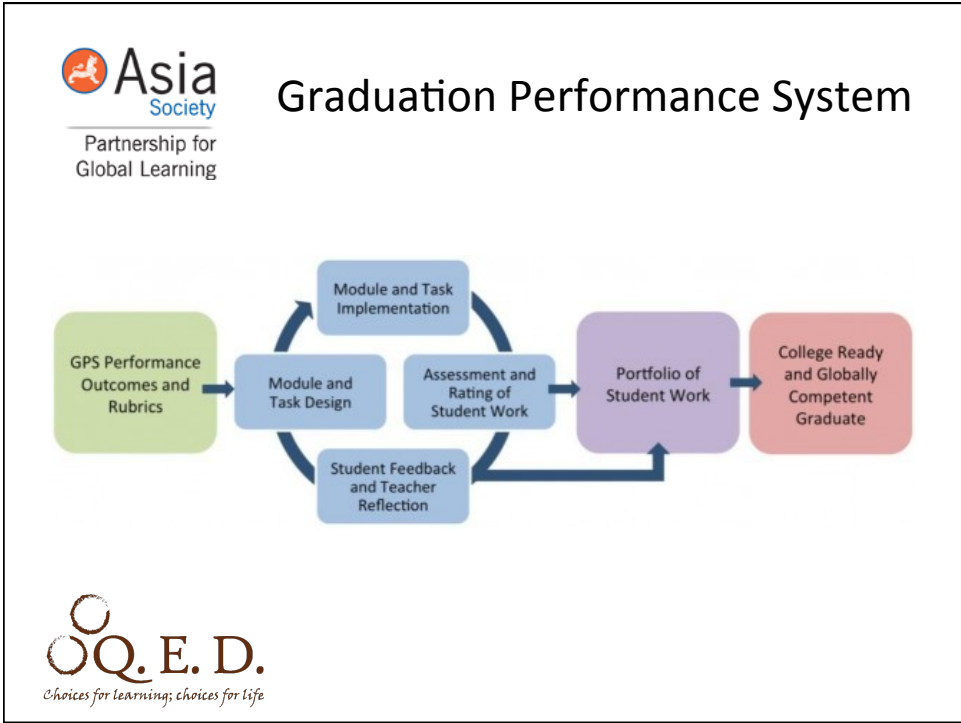 Asia
Society
Partnership for
Global Learning
Graduation Performance System
GPS Performance
Outcomes and
Rubrics
Module and
Task Design
Module and Task
Implementation
Assessment and
Rating of
Student Work
Student Feedback
and Teacher
Reflection
Portfolio of
Student Work
College Ready
and Globally
Competent
Graduate
Q. E. D.
Choices for learning; choices for life